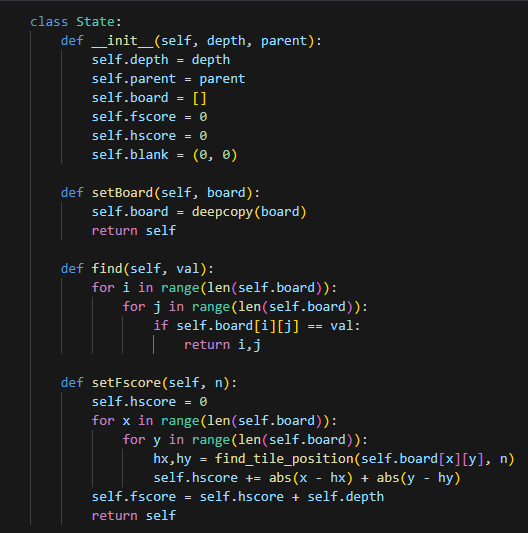 class State:
    def __init__(self, depth, parent):
        self.depth = depth
        self.parent = parent
        self.board = []
        self.fscore = 0
        self.hscore = 0
        self.blank = (0, 0)

    def setBoard(self, board):
        self.board = deepcopy(board)
        return self

    def find(self, val):
        for i in range(len(self.board)):
            for j in range(len(self.board)):
                if self.board[i][j] == val:
                    return i,j

    def setFscore(self, n):
        self.hscore = 0
        for x in range(len(self.board)):
            for y in range(len(self.board)):
                hx,hy = find_tile_position(self.board[x][y], n)
                self.hscore += abs(x - hx) + abs(y - hy)
        self.fscore = self.hscore + self.depth
        return self